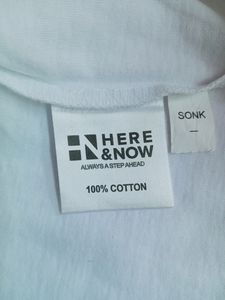 HERE
&NOW
ALWAYS A STEP AHEAD
100% COTTON
SONK
–